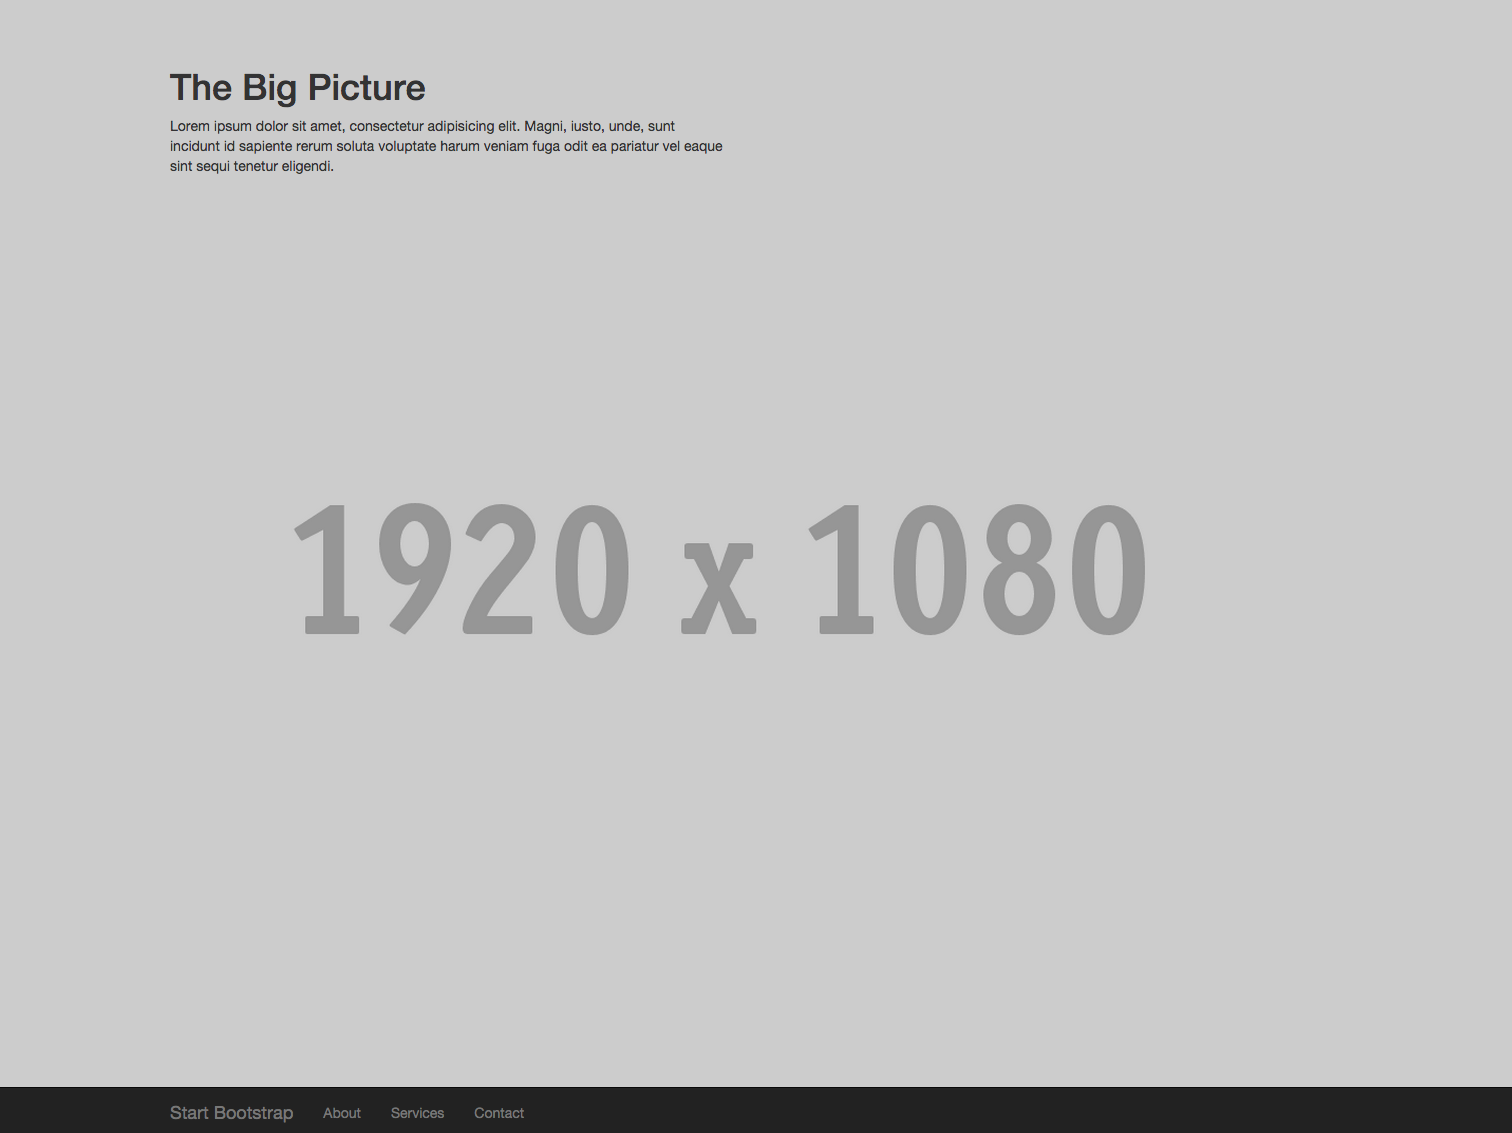 The Big Picture
Lorem ipsum dolor sit amet, consectetur adipisicing elit. Magni, iusto, unde, sunt
incidunt id sapiente rerum soluta voluptate harum veniam fuga odit ea pariatur vel eaque
sint sequi tenetur eligendi.
1920 x 1080
Start Bootstrap About Services Contact